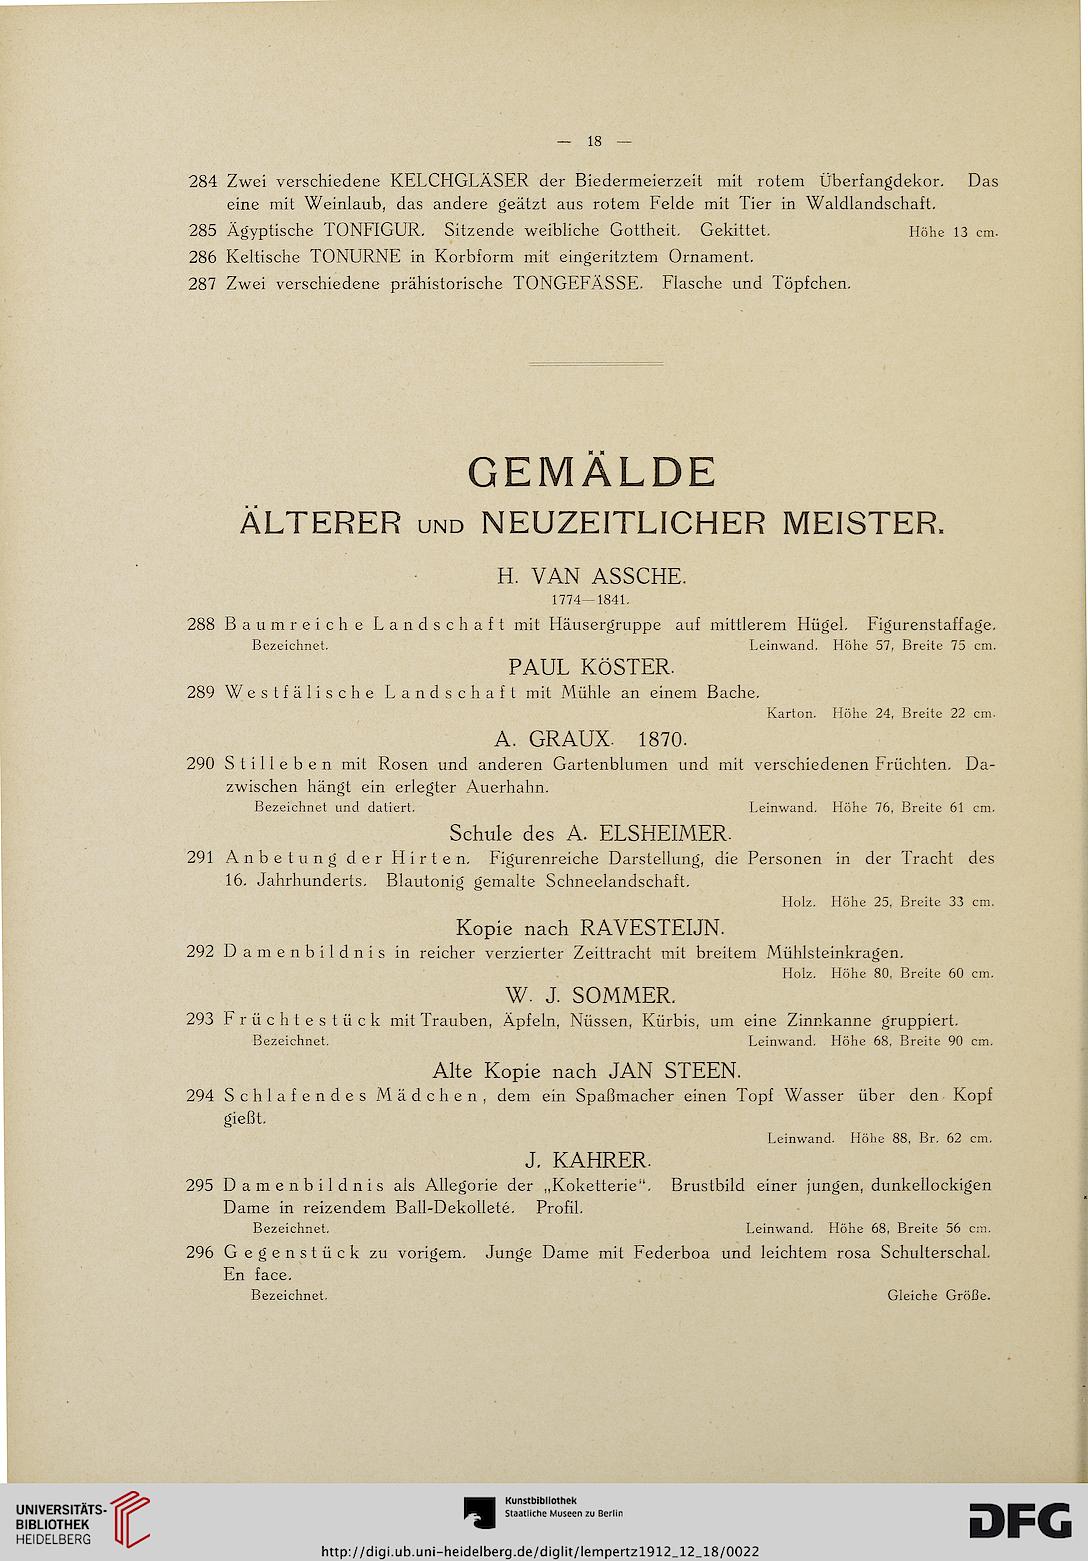 — 18 —
284 Zwei verschiedene KELCHGLÄSER der Biedermeierzeit mit rotem Überfangdekor. Das
eine mit Weinlaub, das andere geätzt aus rotem Felde mit Tier in Waldlandschaft.
285 Ägyptische TONFIGUR. Sitzende weibliche Gottheit. Gekittet. Höhe 13 cm.
286 Keltische TONURNE in Korbform mit eingeritztem Ornament.
287 Zwei verschiedene prähistorische TONGEFÄSSE. Flasche und Töpfchen.
GEMÄLDE
ÄLTERER UND NEUZEITLICHER MEISTER.
H. VAN ASSCHE.
1774—1841.
288 Baumreiche Landschaft mit Häusergruppe auf mittlerem Hügel. Figurenstaffage.
Bezeichnet. Leinwand. Höhe 57, Breite 75 cm.
PAUL KÖSTER.
289 Westfälische Landschaft mit Mühle an einem Bache.
Karton. Höhe 24, Breite 22 cm.
A. GRAUX. 1870.
290 Stilleben mit Rosen und anderen Gartenblumen und mit verschiedenen Früchten. Da-
zwischen hängt ein erlegter Auerhahn.
Bezeichnet und datiert. Leinwand. Höhe 76, Breite 61 cm.
Schule des A. ELSHEIMER.
291 Anbetung der Hirten. Figurenreiche Darstellung, die Personen in der Tracht des
16. Jahrhunderts. Blautonig gemalte Schneelandschaft.
Holz. Höhe 25, Breite 33 cm.
Kopie nach RAVESTEIJN.
292 Damenbildnis in reicher verzierter Zeittracht mit breitem Mühlsteinkragen.
Holz. Höhe 80, Breite 60 cm.
W. J. SOMMER.
293 Früchtestück mit Trauben, Äpfeln, Nüssen, Kürbis, um eine Zinnkanne gruppiert.
Bezeichnet. Leinwand. Höhe 68, Breite 90 cm.
Alte Kopie nach JAN STEEN.
294 Schlafendes Mädchen, dem ein Spaßmacher einen Topf Wasser über den Kopf
gießt.
Leinwand. Höhe 88, Br. 62 cm.
J. KAHRER.
295 Damenbildnis als Allegorie der „Koketterie“. Brustbild einer jungen, dunkellockigen
Dame in reizendem Ball-Dekolleté. Profil.
Bezeichnet. Leinwand. Höhe 68, Breite 56 cm.
296 Gegenstück zu vorigem. Junge Dame mit Federboa und leichtem rosa Schulterschal.
En face.
Bezeichnet. Gleiche Größe.
UNIVERSITÄTS-
BIBLIOTHEK
HEIDELBERG
Kunstbibliothek
Staatliche Museen zu Berlin
DFG
http://digi.ub.uni-heidelberg.de/diglit/lempertz1912_12_18/0022